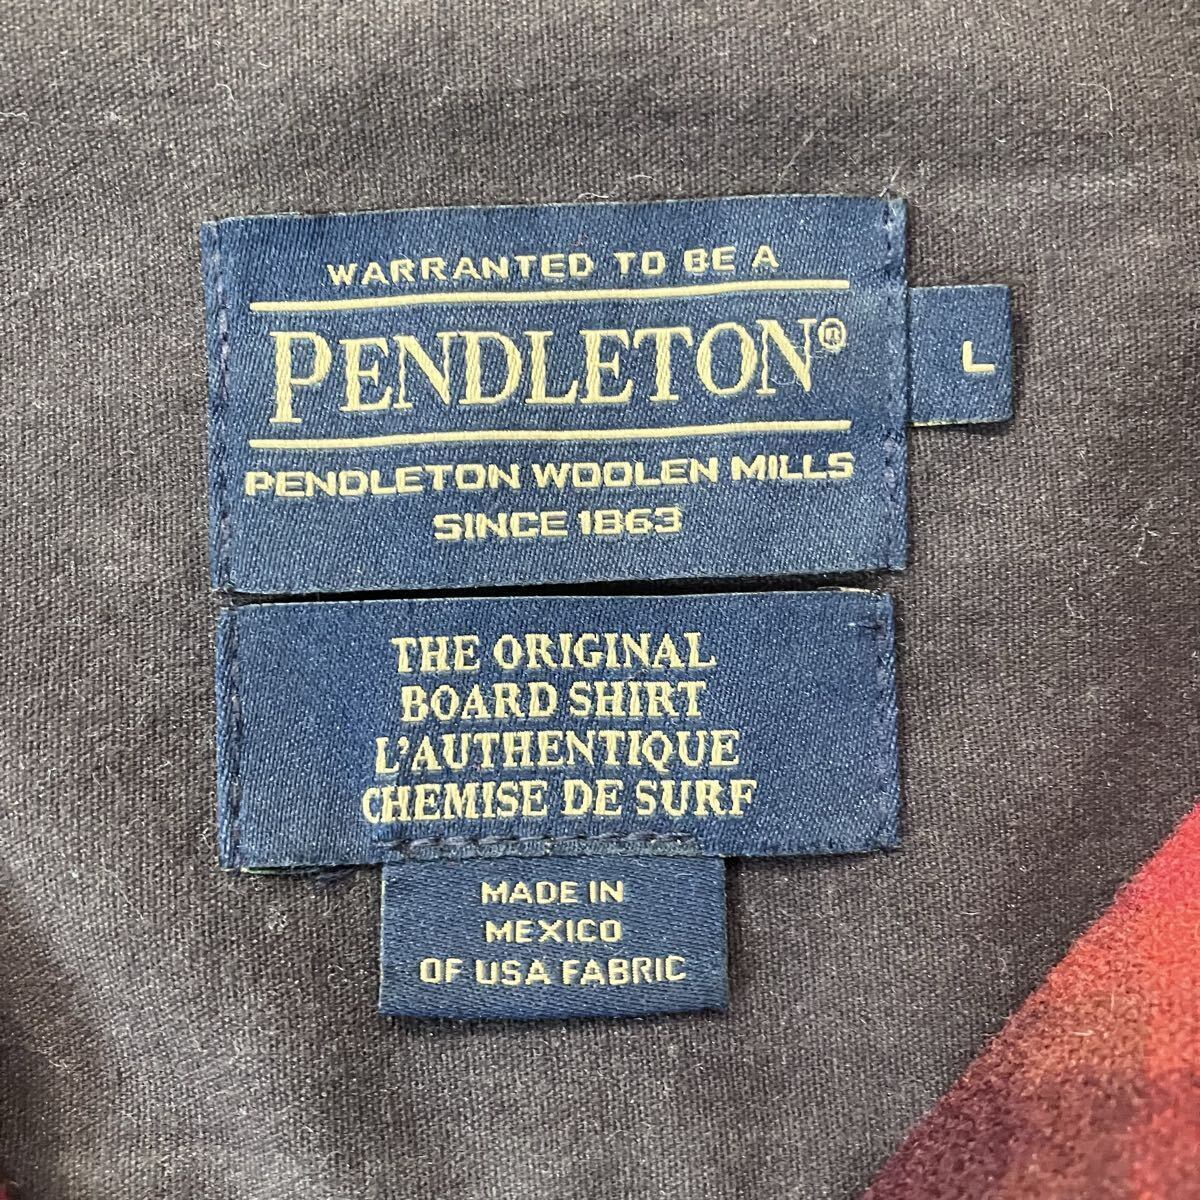 WARRANTED TO BE A
PENDLETON®
PENDLETON WOOLEN MILLS
SINCE 1863
L
THE ORIGINAL
BOARD SHIRT
L'AUTHENTIQUE
CHEMISE DE SURF
MADE IN
MEXICO
OF USA FABRIC